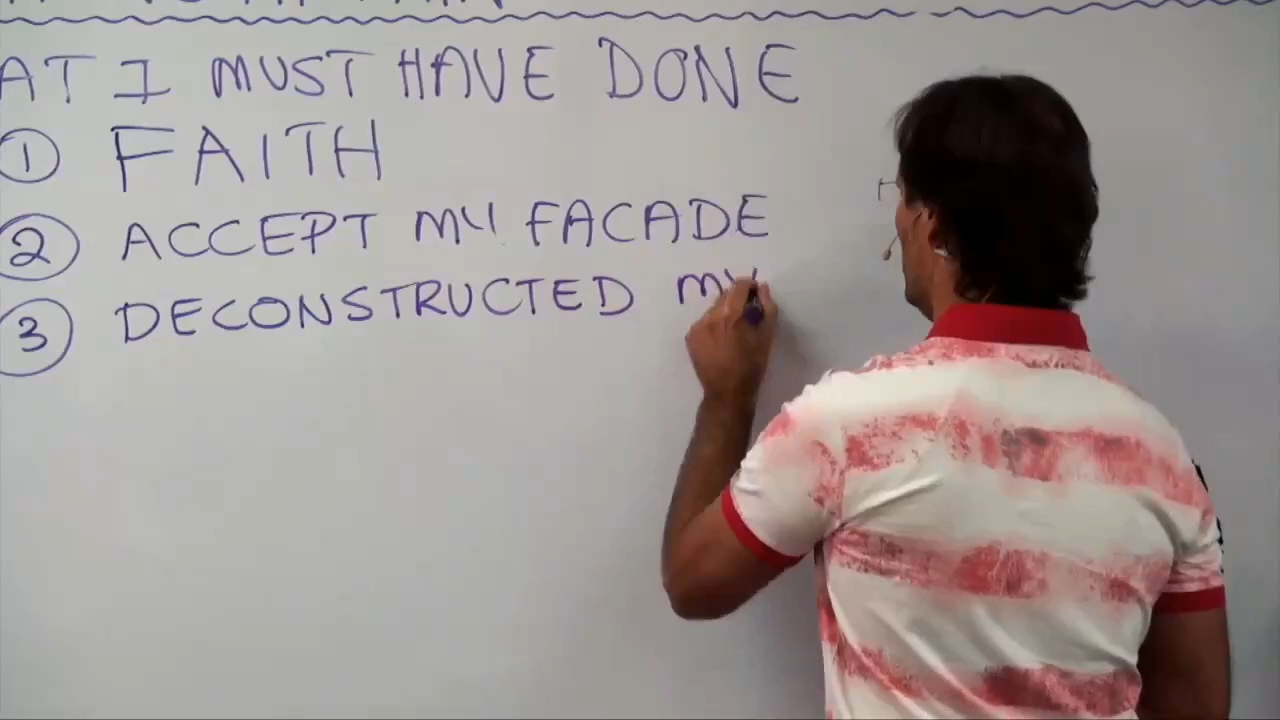 AT I MUST HAVE DONE
1 FAITH
2 ACCEPT MY FACADE
3 DECONSTRUCTED MY